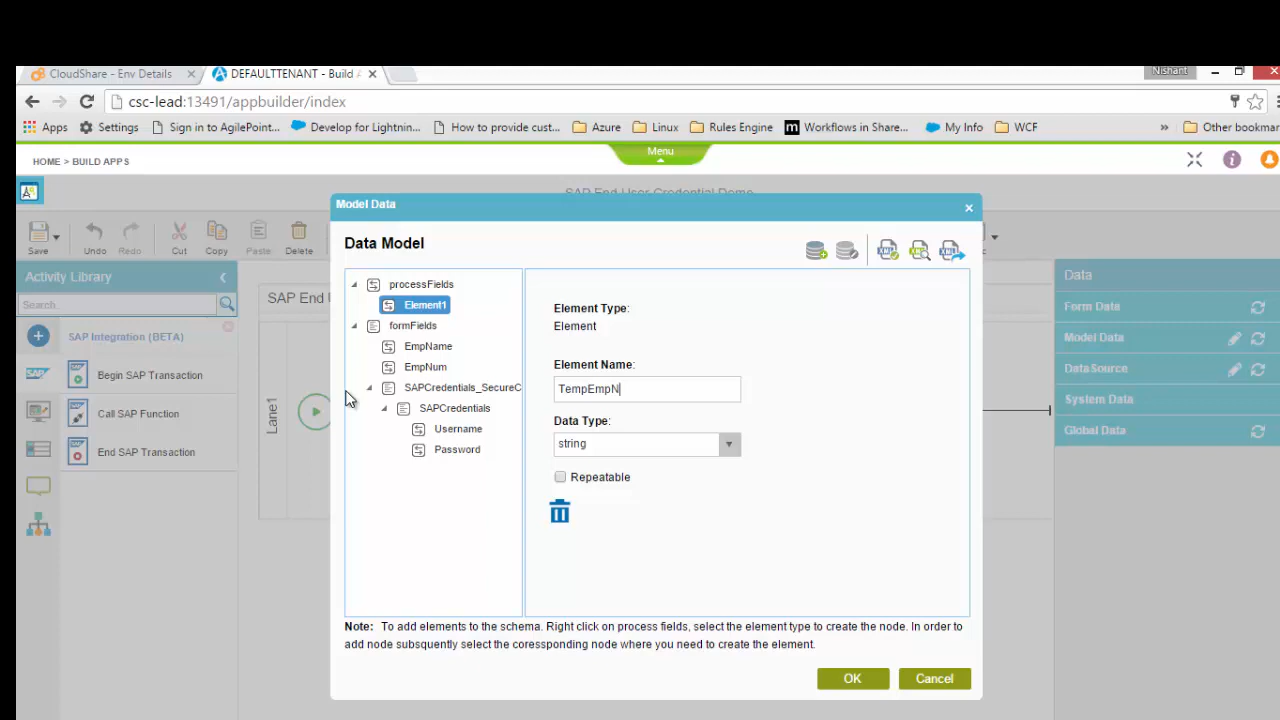 CloudShare - Env Details
DEFAULTTENANT - Build A
Nishant
csc-lead:13491/appbuilder/index
Apps
Settings
Sign in to AgilePoint...
Develop for Lightnin...
How to provide cust...
Azure
Linux
Rules Engine
Workflows in Share...
My Info
WCF
»
Other bookmar
HOME > BUILD APPS
Menu
SAP End User Credential Demo
Save
Undo
Redo
Cut
Copy
Paste
Delete
Activity Library
Search...
SAP Integration (BETA)
Begin SAP Transaction
Call SAP Function
End SAP Transaction
SAP End U
Lane1
Model Data
Data Model
processFields
Element1
formFields
EmpName
EmpNum
SAPCredentials_SecureC
SAPCredentials
Username
Password
Element Type:
Element
Element Name:
TempEmpN
Data Type:
string
Repeatable
Note: To add elements to the schema. Right click on process fields, select the element type to create the node. In order to
add node subsquently select the coressponding node where you need to create the element.
OK
Cancel
Data
Form Data
Model Data
DataSource
System Data
Global Data